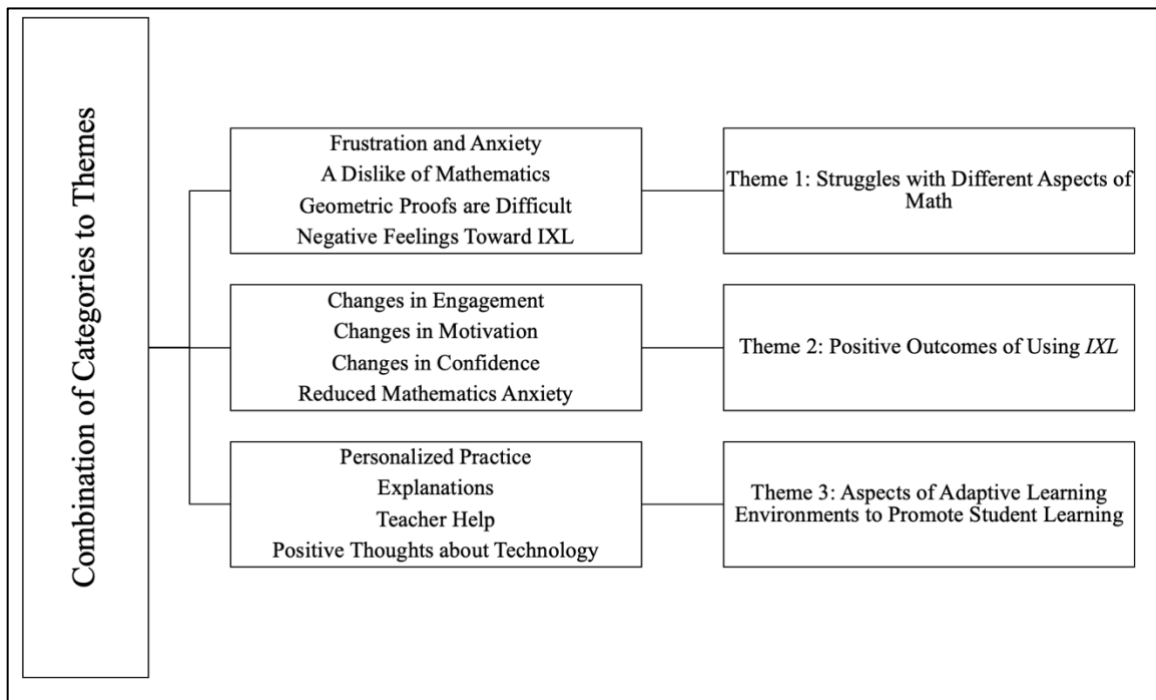 Combination of Categories to Themes
Frustration and Anxiety
A Dislike of Mathematics
Geometric Proofs are Difficult
Negative Feelings Toward IXL
Theme 1: Struggles with Different Aspects of
Math
Changes in Engagement
Changes in Motivation
Changes in Confidence
Reduced Mathematics Anxiety
Theme 2: Positive Outcomes of Using IXL
Personalized Practice
Explanations
Teacher Help
Positive Thoughts about Technology
Theme 3: Aspects of Adaptive Learning
Environments to Promote Student Learning